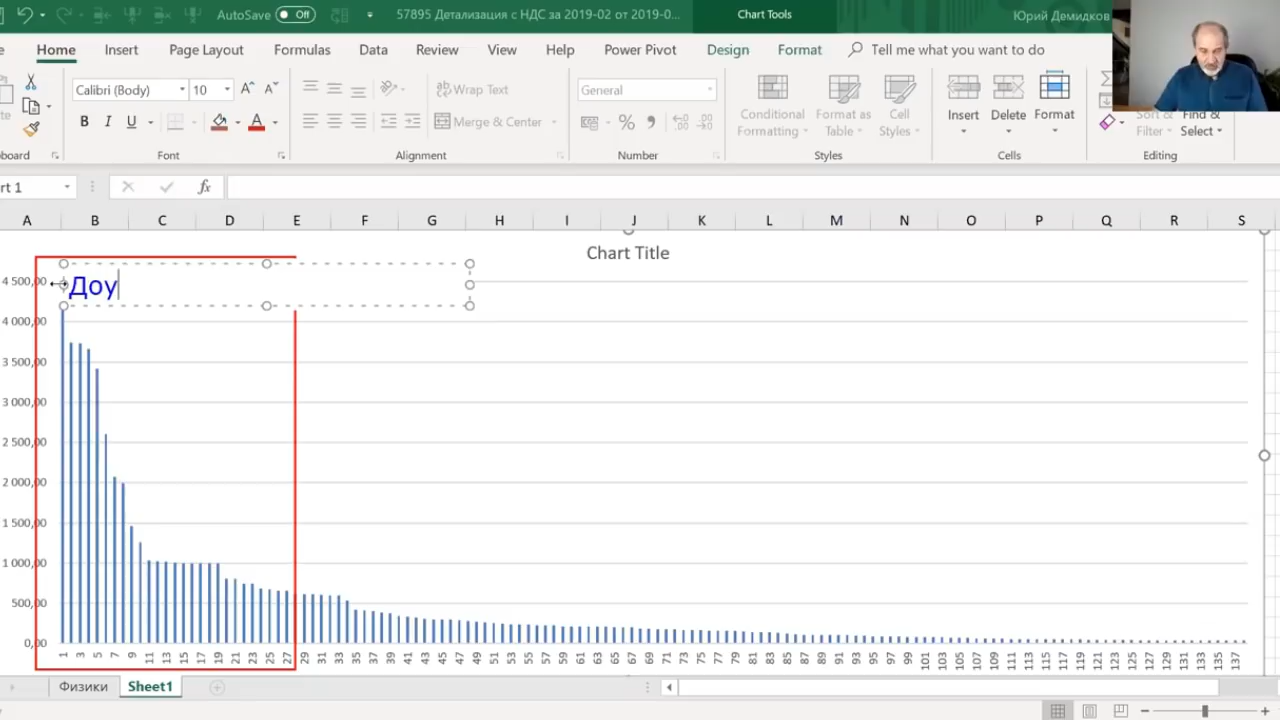 AutoSave Off 57895 Детализация с НДС за 2019-02 от 2019-0... Chart Tools Юрий Демидков
Home Insert Page Layout Formulas Data Review View Help Power Pivot Design Format Tell me what you want to do
Calibri (Body) 10 Wrap Text General Conditional Formatting Format as Table Cell Styles Insert Delete Format Sort & Filter Find & Select
B I U A Merge & Center % 
oard Font Alignment Number Styles Cells Editing
rt 1 fx
A B C D E F G H I J K L M N O P Q R S
Chart Title
Доу
4 500,00
4 000,00
3 500,00
3 000,00
2 500,00
2 000,00
1 500,00
1 000,00
500,00
0,00
1 3 5 7 9 11 13 15 17 19 21 23 25 27 29 31 33 35 37 39 41 43 45 47 49 51 53 55 57 59 61 63 65 67 69 71 73 75 77 79 81 83 85 87 89 91 93 95 97 99 101 103 105 107 109 111 113 115 117 119 121 123 125 127 129 131 133 135 137
Физики Sheet1